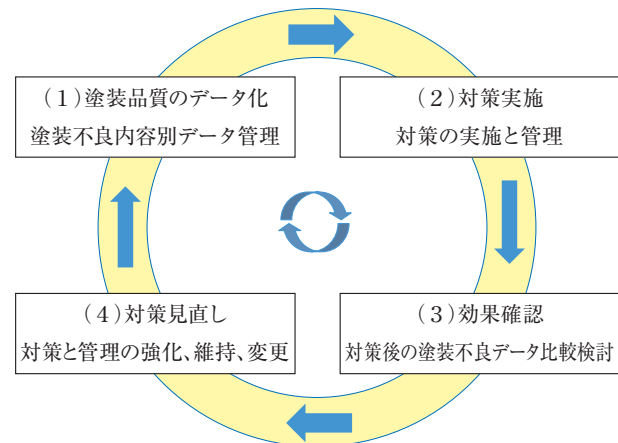 (1)塗装品質のデータ化
塗装不良内容別データ管理
(2)対策実施
対策の実施と管理
(3)効果確認
対策後の塗装不良データ比較検討
(4)対策見直し
対策と管理の強化、維持、変更